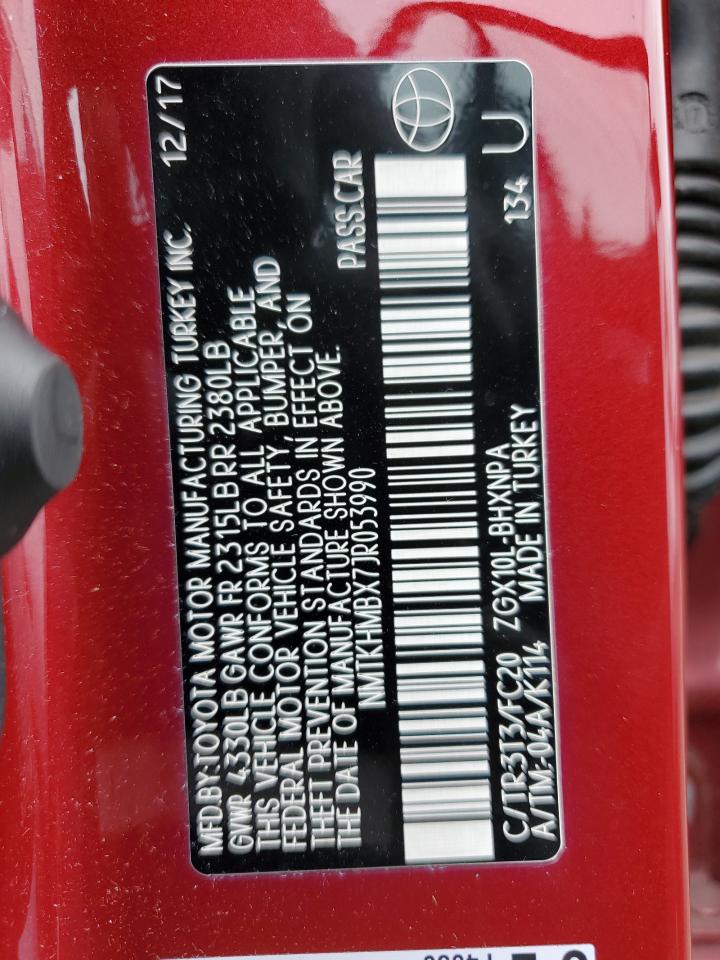 MFD.BY:TOYOTA MOTOR MANUFACTURING TURKEY INC. 12/17
GVWR 4330LB GAWR FR 2315LB RR 2380LB
THIS VEHICLE CONFORMS TO ALL APPLICABLE
FEDERAL MOTOR VEHICLE SAFETY, BUMPER, AND
THEFT PREVENTION STANDARDS IN EFFECT ON
THE DATE OF MANUFACTURE SHOWN ABOVE.
NMTKHMBX7JR053990 PASS.CAR
C/TR:3T3/FC20 ZGX10L-BHXNPA U
A/TM:-04A/K114 MADE IN TURKEY 134